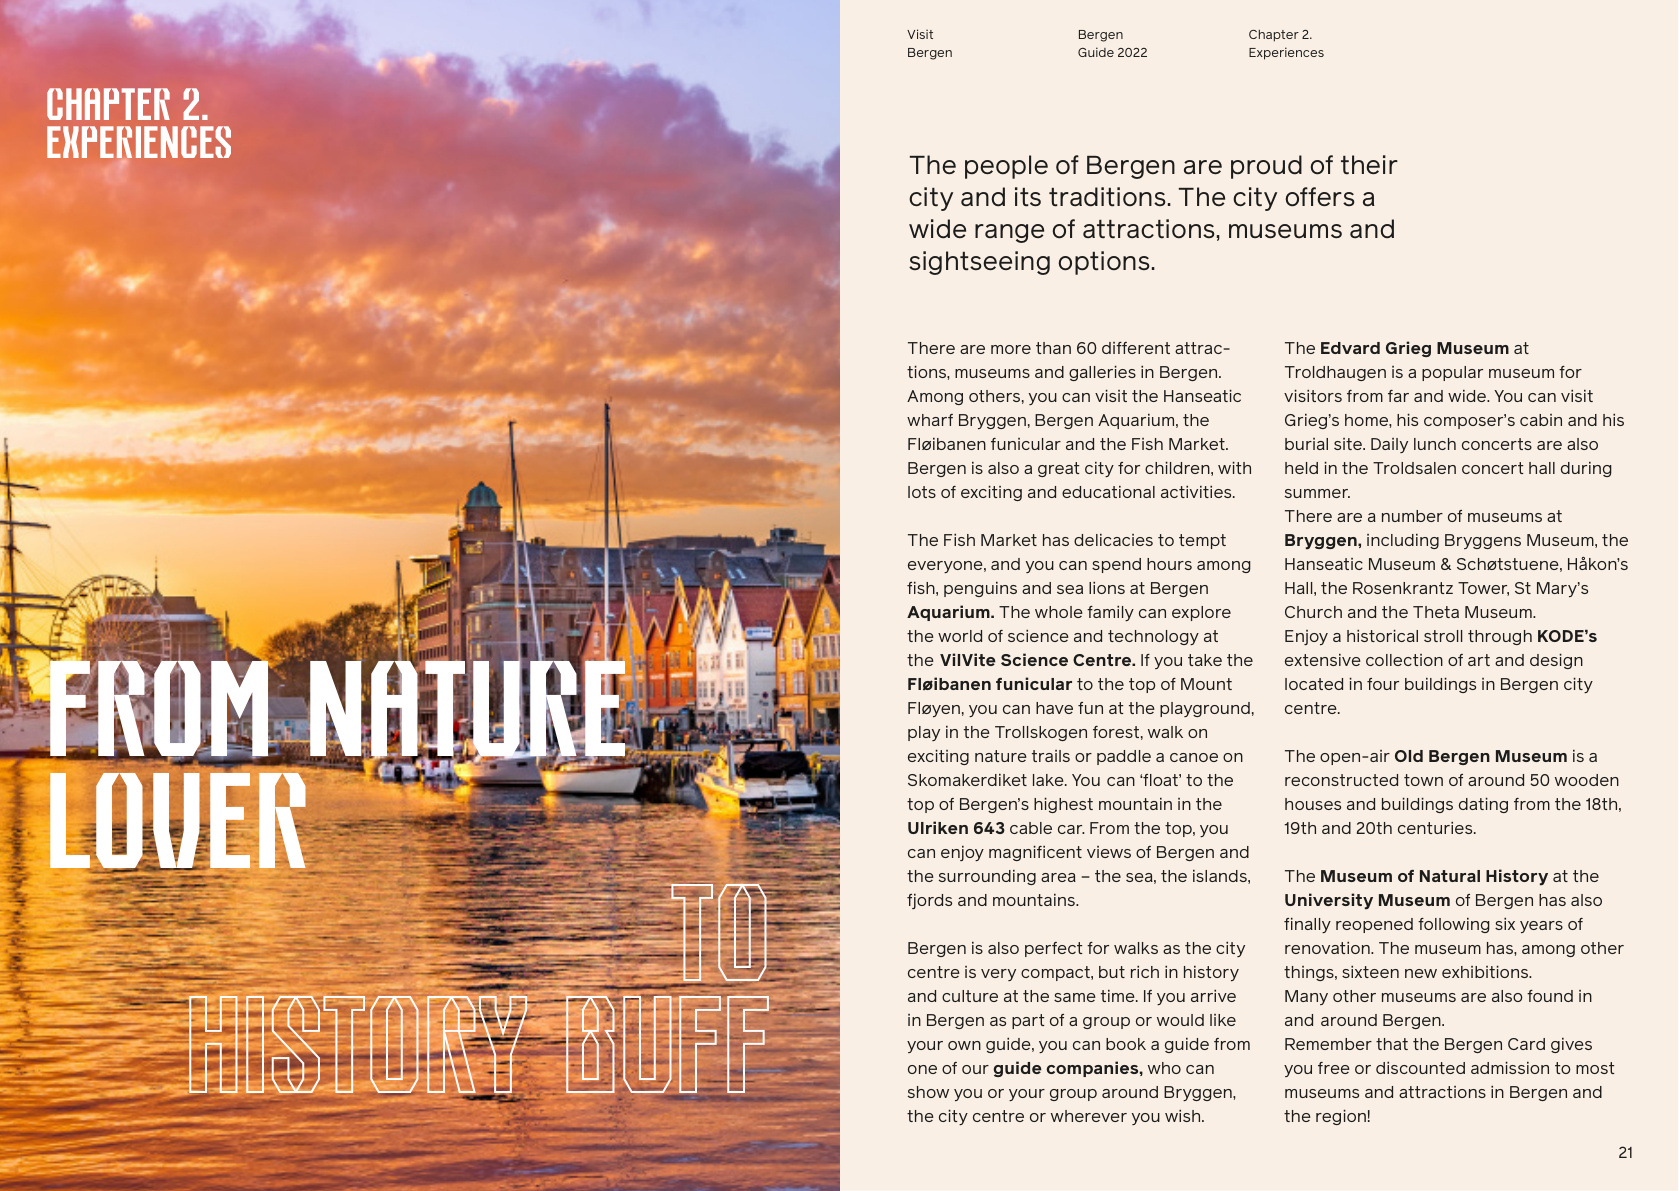 CHAPTER 2.
EXPERIENCES
FROM NATURE
LOVER
TO
HISTORY BUFF
Visit
Bergen
Bergen
Guide 2022
Chapter 2.
Experiences
The people of Bergen are proud of their
city and its traditions. The city offers a
wide range of attractions, museums and
sightseeing options.
There are more than 60 different attrac-
tions, museums and galleries in Bergen.
Among others, you can visit the Hanseatic
wharf Bryggen, Bergen Aquarium, the
Fløibanen funicular and the Fish Market.
Bergen is also a great city for children, with
lots of exciting and educational activities.
The Fish Market has delicacies to tempt
everyone, and you can spend hours among
fish, penguins and sea lions at Bergen
Aquarium. The whole family can explore
the world of science and technology at
the VilVite Science Centre. If you take the
Fløibanen funicular to the top of Mount
Fløyen, you can have fun at the playground,
play in the Trollskogen forest, walk on
exciting nature trails or paddle a canoe on
Skomakerdiket lake. You can ‘float’ to the
top of Bergen’s highest mountain in the
Ulriken 643 cable car. From the top, you
can enjoy magnificent views of Bergen and
the surrounding area – the sea, the islands,
fjords and mountains.
Bergen is also perfect for walks as the city
centre is very compact, but rich in history
and culture at the same time. If you arrive
in Bergen as part of a group or would like
your own guide, you can book a guide from
one of our guide companies, who can
show you or your group around Bryggen,
the city centre or wherever you wish.
The Edvard Grieg Museum at
Troldhaugen is a popular museum for
visitors from far and wide. You can visit
Grieg’s home, his composer’s cabin and his
burial site. Daily lunch concerts are also
held in the Troldsalen concert hall during
summer.
There are a number of museums at
Bryggen, including Bryggens Museum, the
Hanseatic Museum & Schøtstuene, Håkon’s
Hall, the Rosenkrantz Tower, St Mary’s
Church and the Theta Museum.
Enjoy a historical stroll through KODE’s
extensive collection of art and design
located in four buildings in Bergen city
centre.
The open-air Old Bergen Museum is a
reconstructed town of around 50 wooden
houses and buildings dating from the 18th,
19th and 20th centuries.
The Museum of Natural History at the
University Museum of Bergen has also
finally reopened following six years of
renovation. The museum has, among other
things, sixteen new exhibitions.
Many other museums are also found in
and around Bergen.
Remember that the Bergen Card gives
you free or discounted admission to most
museums and attractions in Bergen and
the region!
21